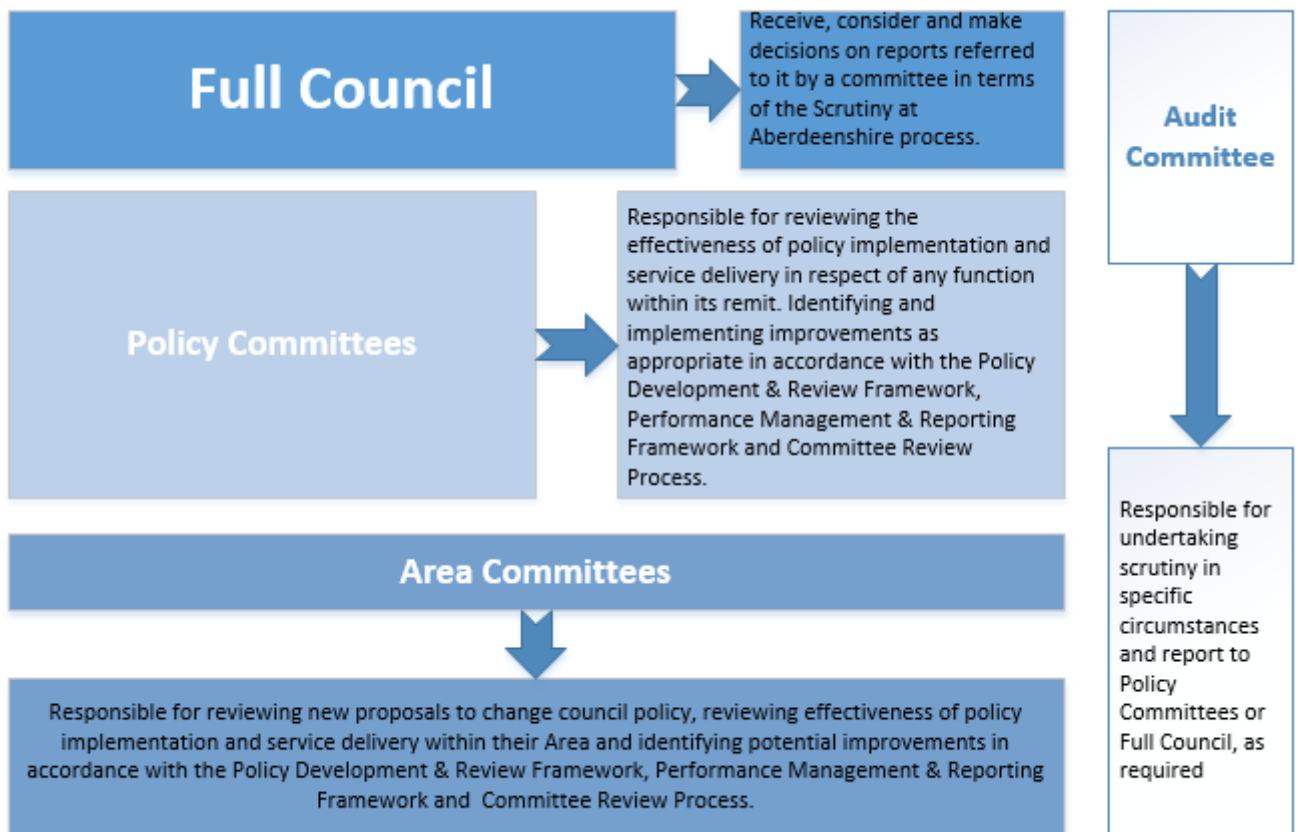 Full Council
Receive, consider and make
decisions on reports referred
to it by a committee in terms
of the Scrutiny at
Aberdeenshire process.
Audit
Committee
Policy Committees
Responsible for reviewing the
effectiveness of policy implementation and
service delivery in respect of any function
within its remit. Identifying and
implementing improvements as
appropriate in accordance with the Policy
Development & Review Framework,
Performance Management & Reporting
Framework and Committee Review
Process.
Area Committees
Responsible for reviewing new proposals to change council policy, reviewing effectiveness of policy
implementation and service delivery within their Area and identifying potential improvements in
accordance with the Policy Development & Review Framework, Performance Management & Reporting
Framework and  Committee Review Process.
Responsible for
undertaking
scrutiny in
specific
circumstances
and report to
Policy
Committees or
Full Council, as
required